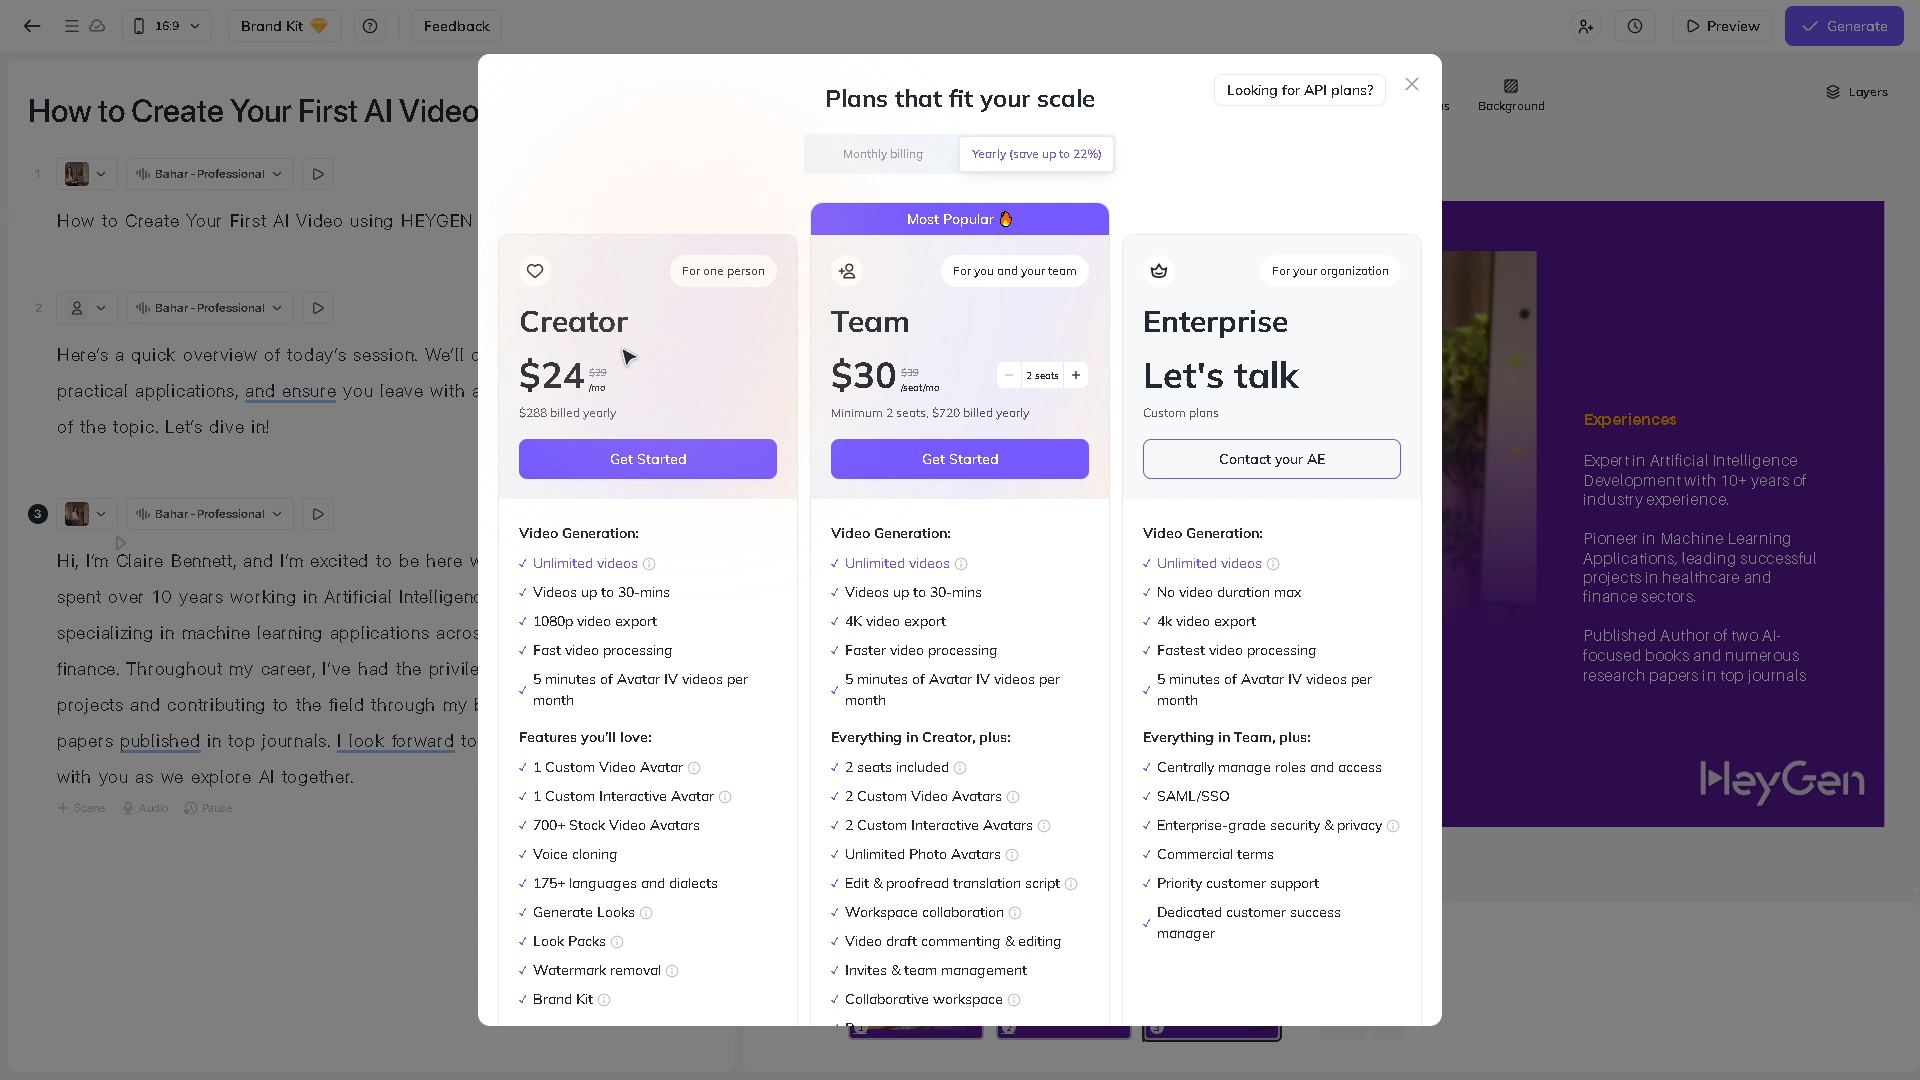 16:9
Brand Kit
Feedback
Preview
Generate
How to Create Your First AI Video
1
Bahar - Professional
How to Create Your First AI Video using HEYGEN
2
Bahar - Professional
Here's a quick overview of today's session. We'll
practical applications, and ensure you leave with
of the topic. Let's dive in!
3
Bahar - Professional
Hi, I'm Claire Bennett, and I'm excited to be here
spent over 10 years working in Artificial
specializing in machine learning applications
finance. Throughout my career, I've had the
projects and contributing to the field through my
papers published in top journals. I look forward to
with you as we explore AI together.
+ Scene
Audio
Pause
Plans that fit your scale
Looking for API plans?
Monthly billing
Yearly (save up to 22%)
For one person
Creator
$24
$29
/mo
$288 billed yearly
Get Started
Video Generation:
✓ Unlimited videos
✓ Videos up to 30-mins
✓ 1080p video export
✓ Fast video processing
✓ 5 minutes of Avatar IV videos per
month
Features you'll love:
✓ 1 Custom Video Avatar
✓ 1 Custom Interactive Avatar
✓ 700+ Stock Video Avatars
✓ Voice cloning
✓ 175+ languages and dialects
✓ Generate Looks
✓ Look Packs
✓ Watermark removal
✓ Brand Kit
Most Popular 🔥
For you and your team
Team
$30
$39
/seat/mo
− 2 seats +
Minimum 2 seats, $720 billed yearly
Get Started
Video Generation:
✓ Unlimited videos
✓ Videos up to 30-mins
✓ 4K video export
✓ Faster video processing
✓ 5 minutes of Avatar IV videos per
month
Everything in Creator, plus:
✓ 2 seats included
✓ 2 Custom Video Avatars
✓ 2 Custom Interactive Avatars
✓ Unlimited Photo Avatars
✓ Edit & proofread translation script
✓ Workspace collaboration
✓ Video draft commenting & editing
✓ Invites & team management
✓ Collaborative workspace
For your organization
Enterprise
Let's talk
Custom plans
Contact your AE
Video Generation:
✓ Unlimited videos
✓ No video duration max
✓ 4k video export
✓ Fastest video processing
✓ 5 minutes of Avatar IV videos per
month
Everything in Team, plus:
✓ Centrally manage roles and access
✓ SAML/SSO
✓ Enterprise-grade security & privacy
✓ Commercial terms
✓ Priority customer support
✓ Dedicated customer success
manager
Background
Layers
Experiences
Expert in Artificial Intelligence
Development with 10+ years of
industry experience.
Pioneer in Machine Learning
Applications, leading successful
projects in healthcare and
finance sectors.
Published Author of two AI-
focused books and numerous
research papers in top journals
HeyGen
1
2
3